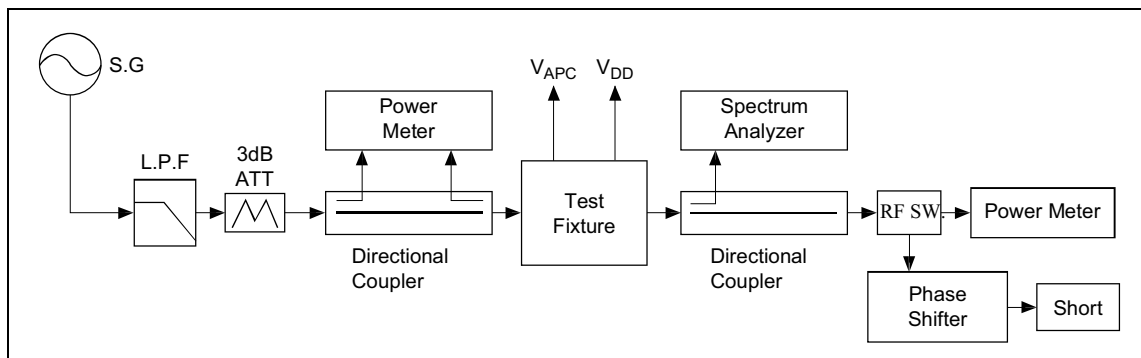 S.G
L.P.F
3dB
ATT
Power
Meter
Directional
Coupler
VAPC
VDD
Test
Fixture
Spectrum
Analyzer
Directional
Coupler
RF SW.
Power Meter
Phase
Shifter
Short